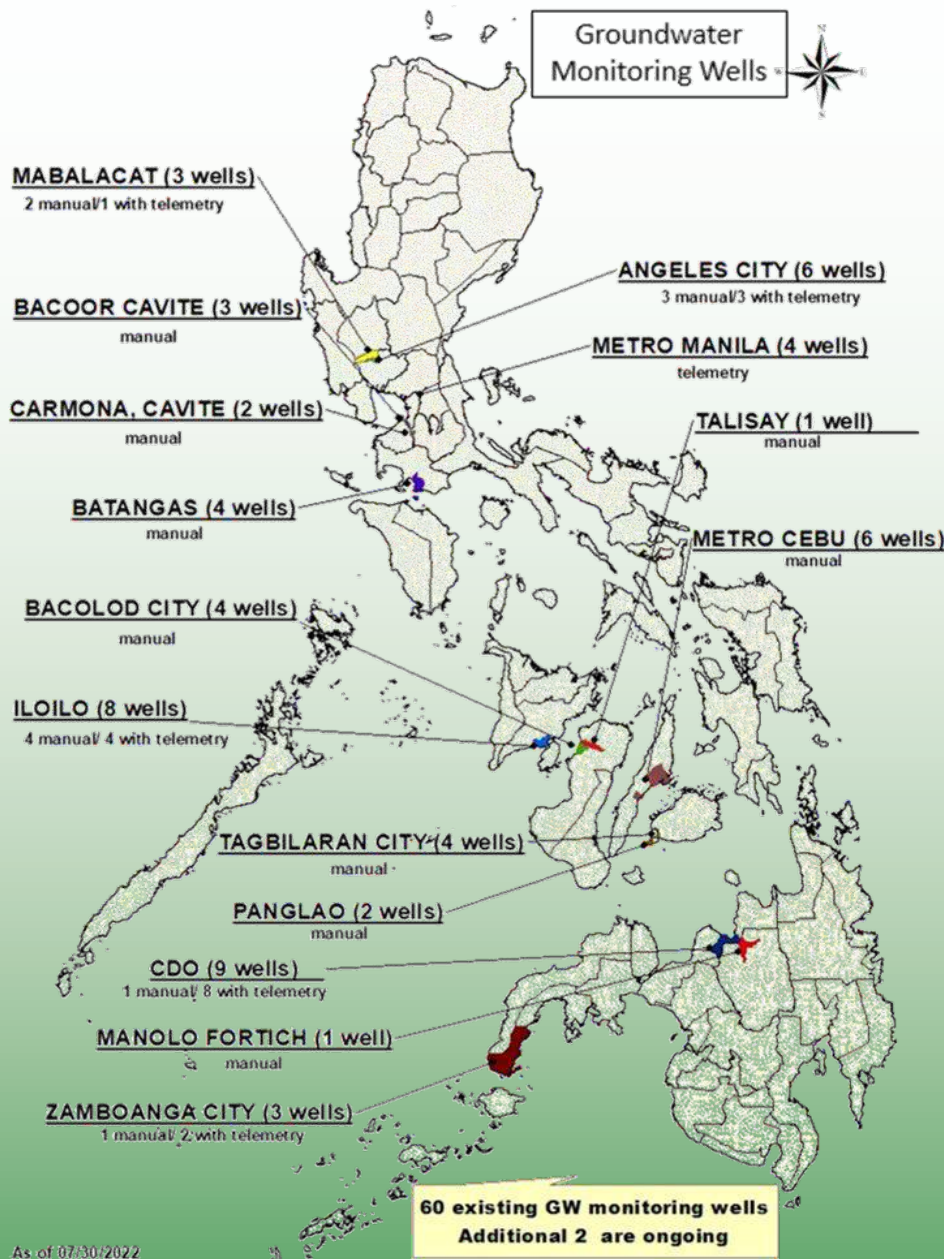 Groundwater
Monitoring Wells
N
W E
S
MABALACAT (3 wells)
2 manual/1 with telemetry
ANGELES CITY (6 wells)
3 manual/3 with telemetry
BACOOR CAVITE (3 wells)
manual
METRO MANILA (4 wells)
telemetry
CARMONA, CAVITE (2 wells)
manual
TALISAY (1 well)
manual
BATANGAS (4 wells)
manual
METRO CEBU (6 wells)
manual
BACOLOD CITY (4 wells)
manual
ILOILO (8 wells)
4 manual/ 4 with telemetry
TAGBILARAN CITY (4 wells)
manual
PANGLAO (2 wells)
manual
CDO (9 wells)
1 manual/ 8 with telemetry
MANOLO FORTICH (1 well)
manual
ZAMBOANGA CITY (3 wells)
1 manual/ 2 with telemetry
60 existing GW monitoring wells
Additional 2 are ongoing
As of 07/30/2022